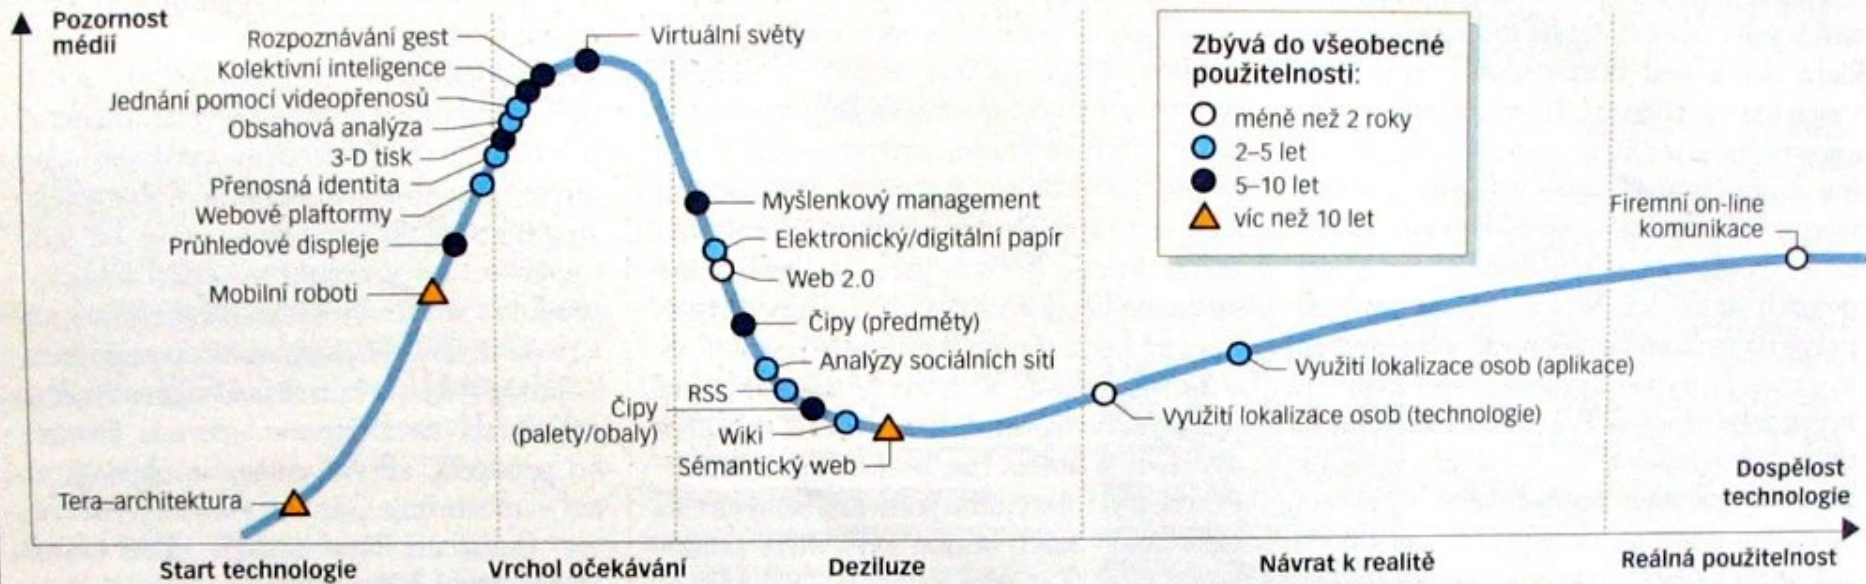 Pozornost
médií
Rozpoznávání gest
Kolektivní inteligence
Jednání pomocí videopřenosů
Obsahová analýza
3-D tisk
Přenosná identita
Webové plaftormy
Průhledové displeje
Mobilní roboti
Tera–architektura
Virtuální světy
Myšlenkový management
Elektronický/digitální papír
Web 2.0
Čipy (předměty)
Analýzy sociálních sítí
RSS
Čipy
(palety/obaly)
Wiki
Sémantický web
Zbývá do všeobecné
použitelnosti:
méně než 2 roky
2–5 let
5–10 let
víc než 10 let
Firemní on-line
komunikace
Využití lokalizace osob (aplikace)
Využití lokalizace osob (technologie)
Dospělost
technologie
Start technologie
Vrchol očekávání
Deziluze
Návrat k realitě
Reálná použitelnost